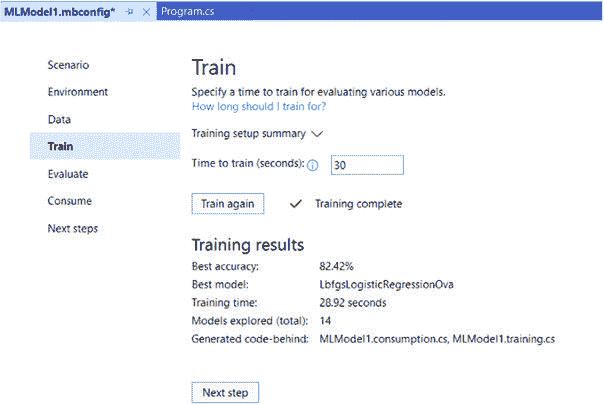 MLModel1.mbconfig* Program.cs
Scenario
Environment
Data
Train
Evaluate
Consume
Next steps
Train
Specify a time to train for evaluating various models.
How long should I train for?
Training setup summary
Time to train (seconds): 30
Train again Training complete
Training results
Best accuracy: 82.42%
Best model: LbfgsLogisticRegressionOva
Training time: 28.92 seconds
Models explored (total): 14
Generated code-behind: MLModel1.consumption.cs, MLModel1.training.cs
Next step